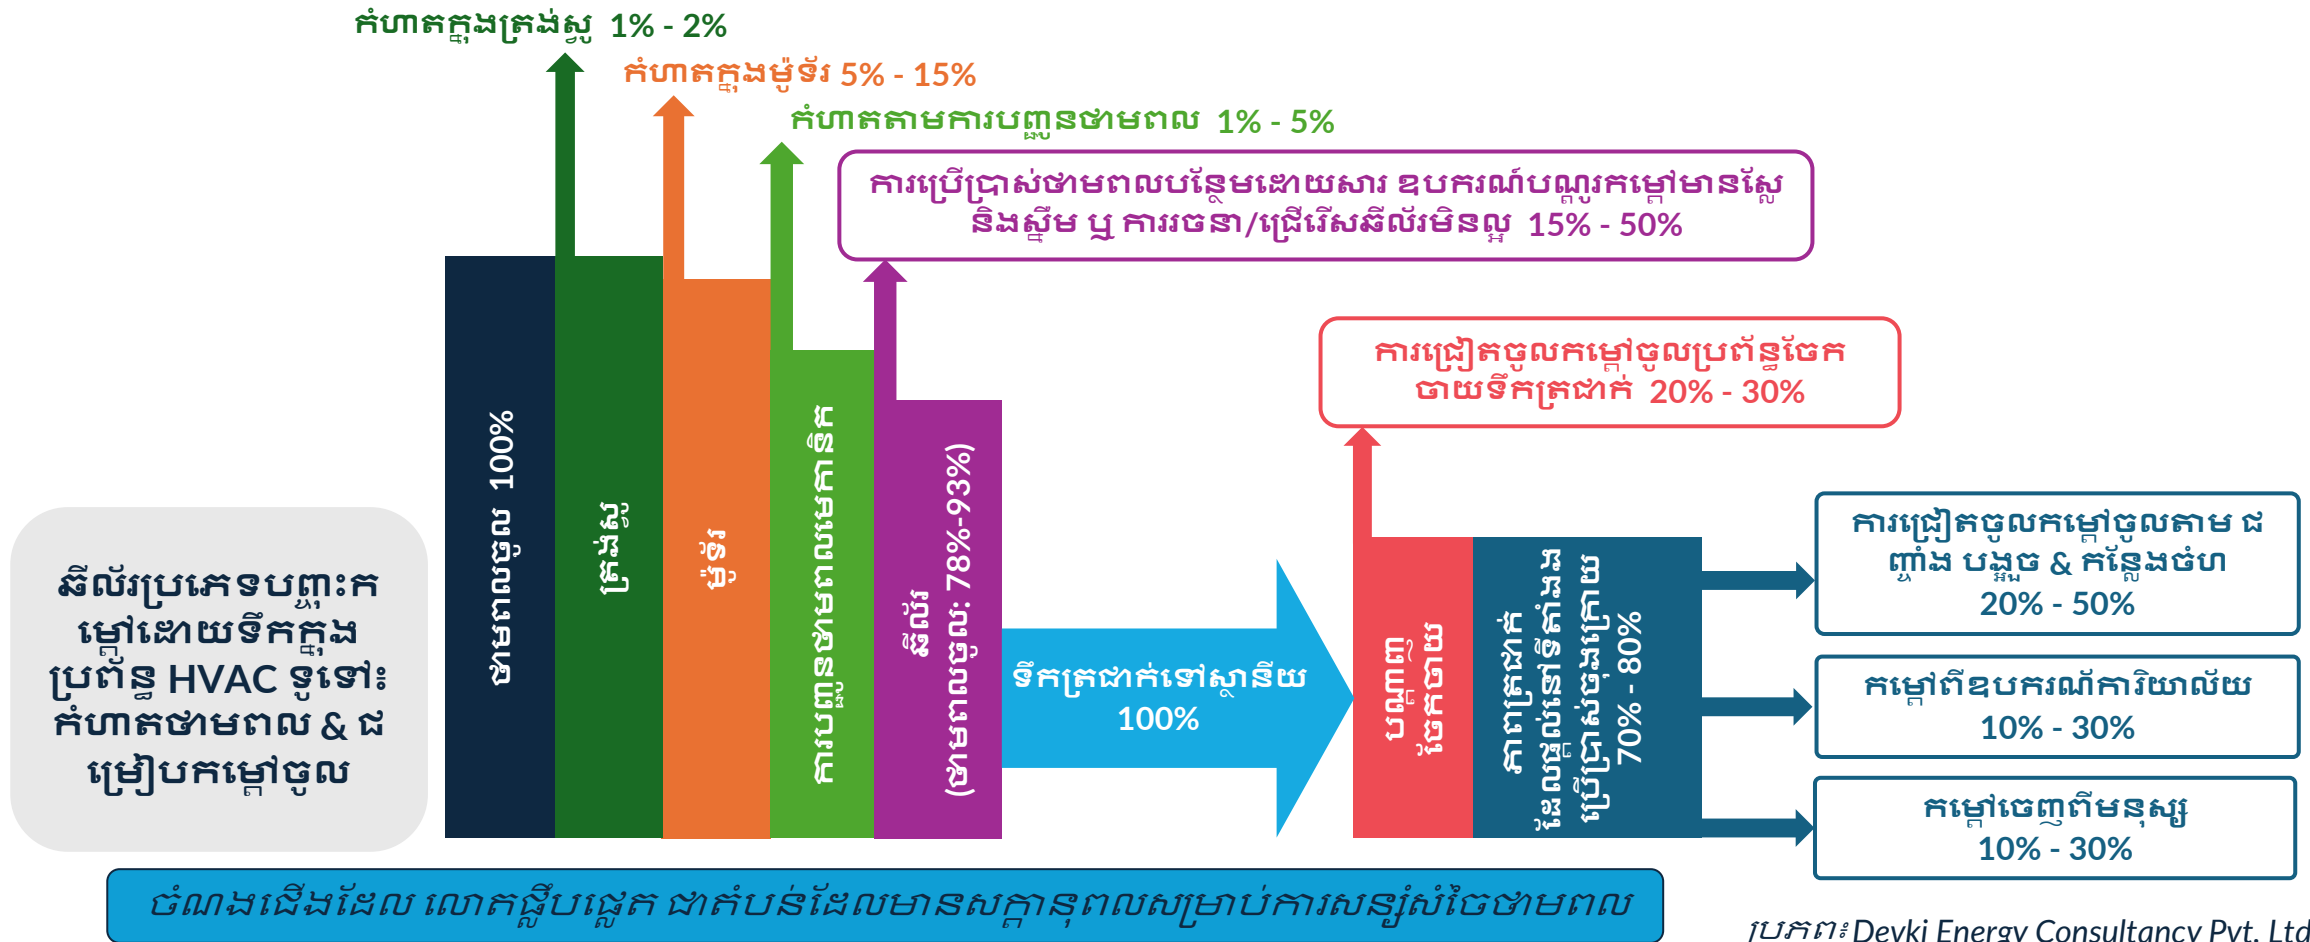 កំហាតក្នុងត្រង់ស្វូ 1% - 2%
កំហាតក្នុងម៉ូទ័រ 5% - 15%
កំហាតតាមការបញ្ជូនថាមពល 1% - 5%
ការប្រើប្រាស់ថាមពលបន្ថែមដោយសារ ឧបករណ៍បណ្តូរកម្តៅមានស្លែ
និងស្នឹម ឬ ការរចនា/ជ្រើរើសឆីល័រមិនល្អ 15% - 50%
ការជ្រៀតចូលកម្តៅចូលប្រព័ន្ធចែក
ចាយទឹកត្រជាក់ 20% - 30%
ថាមពលចូល 100%
ត្រង់ស្វូ
ម៉ូទ័រ
ការបញ្ជូនថាមពលមេកានិក
ឆីល័រ
(ថាមពលចូល: 78%-93%)
ទឹកត្រជាក់ទៅស្ថានីយ
100%
បណ្តាញ
ចែកចាយ
ភាពត្រជាក់
ដែលផ្តល់នៅទីតាំងង
ប្រើប្រាស់ចុងក្រោយ
70% - 80%
ការជ្រៀតចូលកម្តៅចូលតាម ជ
ញ្ជាំង បង្អួច & កន្លែងចំហ
20% - 50%
កម្តៅពីឧបករណ៍ការិយាល័យ
10% - 30%
កម្តៅចេញពីមនុស្ស
10% - 30%
ឆីល័រប្រភេទបញ្ចុះក
ម្តៅដោយទឹកក្នុង
ប្រព័ន្ធ HVAC ទូទៅ៖
កំហាតថាមពល & ជ
ម្រៀបកម្តៅចូល
ចំណងជើងដែល លោតផ្លឹបផ្លេត ជាតំបន់ដែលមានសក្តានុពលសម្រាប់ការសន្សំសំចៃថាមពល
ប្រភព៖ Devki Energy Consultancy Pvt. Ltd